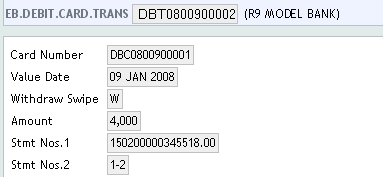 EB.DEBIT.CARD.TRANS DBT0800900002 (R9 MODEL BANK)
Card Number DBC0800900001
Value Date 09 JAN 2008
Withdraw Swipe W
Amount 4,000
Stmt Nos.1 150200000345518.00
Stmt Nos.2 1-2